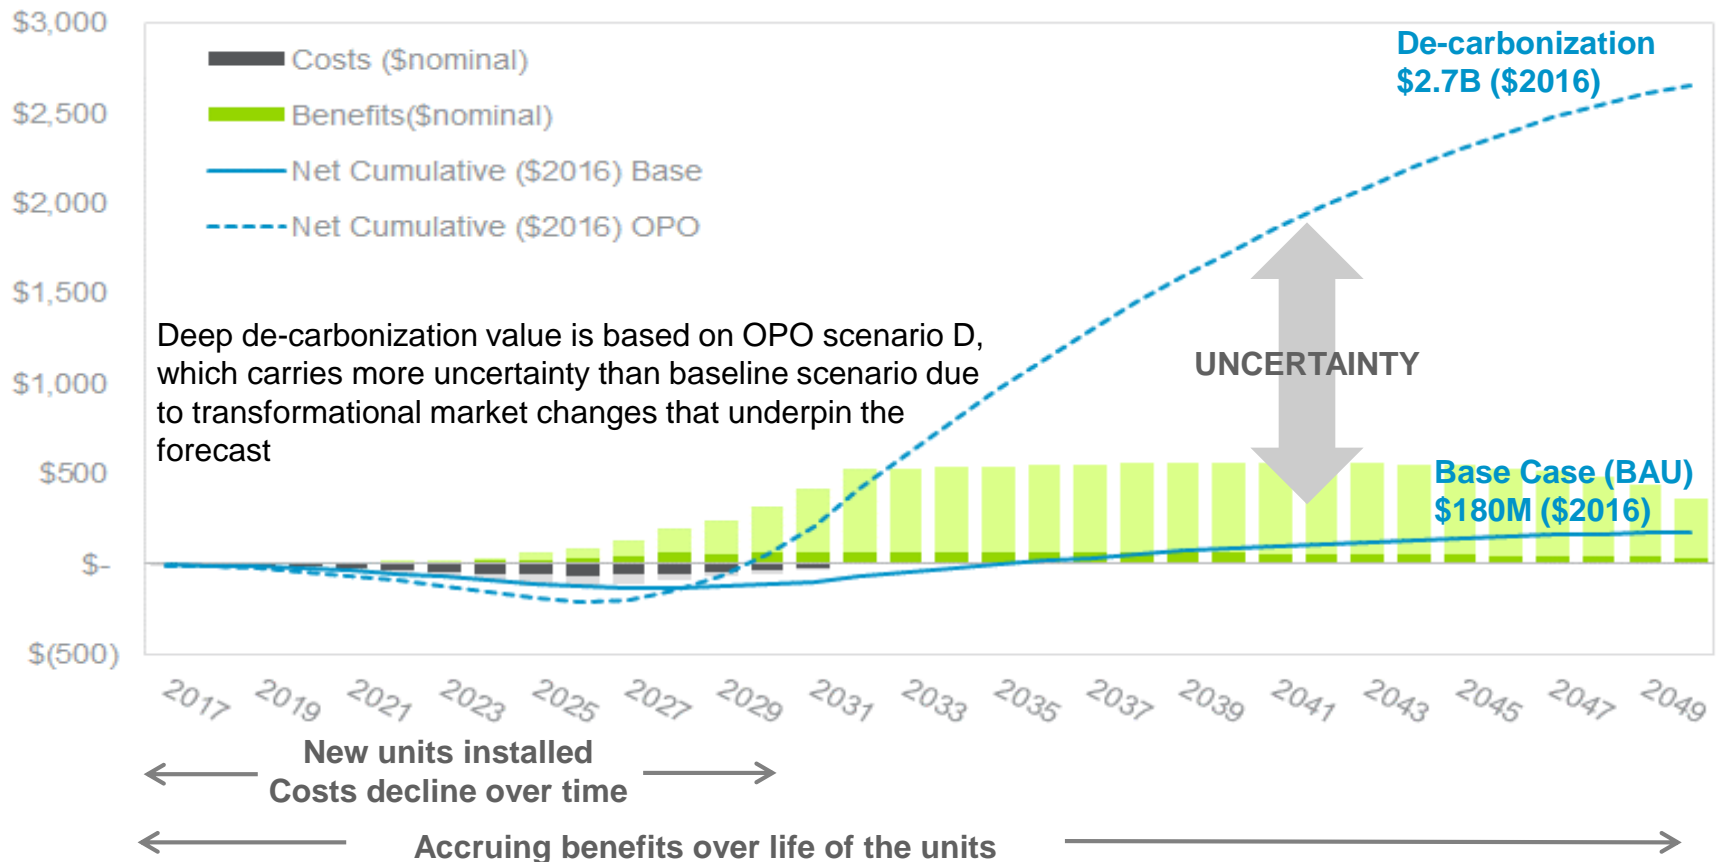 $3,000
$2,500
$2,000
$1,500
$1,000
$500
$-
$(500)
Costs ($nominal)
Benefits($nominal)
Net Cumulative ($2016) Base
Net Cumulative ($2016) OPO
De-carbonization
$2.7B ($2016)
Deep de-carbonization value is based on OPO scenario D,
which carries more uncertainty than baseline scenario due
to transformational market changes that underpin the
forecast
UNCERTAINTY
Base Case (BAU)
$180M ($2016)
2017 2019 2021 2023 2025 2027 2029 2031 2033 2035 2037 2039 2041 2043 2045 2047 2049
New units installed
Costs decline over time
Accruing benefits over life of the units